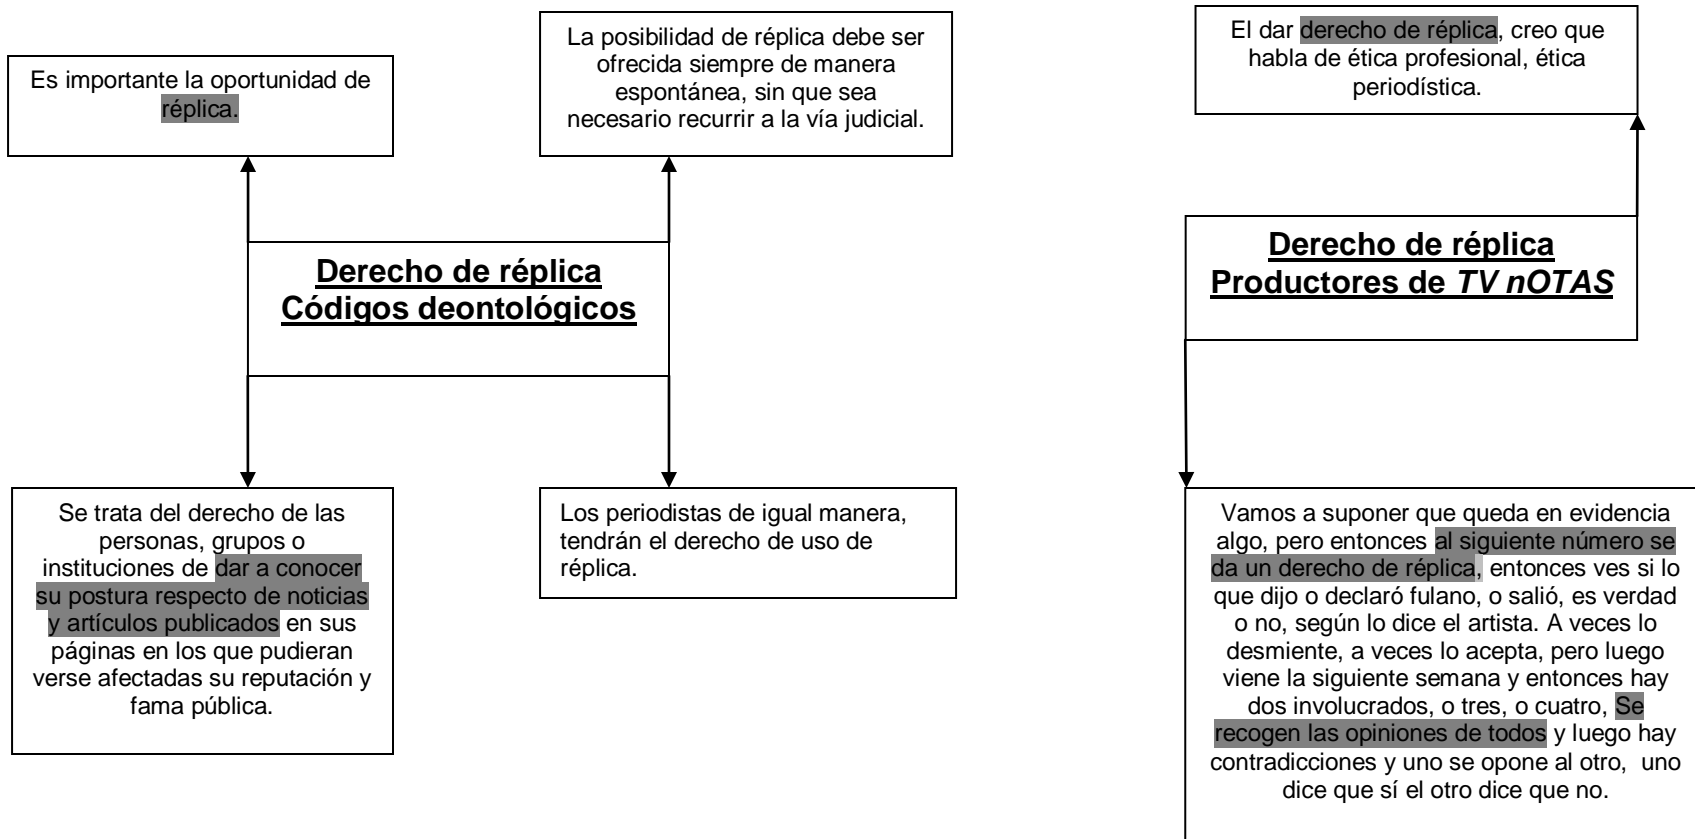 Es importante la oportunidad de
réplica.
La posibilidad de réplica debe ser
ofrecida siempre de manera
espontánea, sin que sea
necesario recurrir a la vía judicial.
Derecho de réplica
Códigos deontológicos
Se trata del derecho de las
personas, grupos o
instituciones de dar a conocer
su postura respecto de noticias
y artículos publicados en sus
páginas en los que pudieran
verse afectadas su reputación y
fama pública.
Los periodistas de igual manera,
tendrán el derecho de uso de
réplica.
El dar derecho de réplica, creo que
habla de ética profesional, ética
periodística.
Derecho de réplica
Productores de TV nOTAS
Vamos a suponer que queda en evidencia
algo, pero entonces al siguiente número se
da un derecho de réplica, entonces ves si lo
que dijo o declaró fulano, o salió, es verdad
o no, según lo dice el artista. A veces lo
desmiente, a veces lo acepta, pero luego
viene la siguiente semana y entonces hay
dos involucrados, o tres, o cuatro, Se
recogen las opiniones de todos y luego hay
contradicciones y uno se opone al otro, uno
dice que sí el otro dice que no.